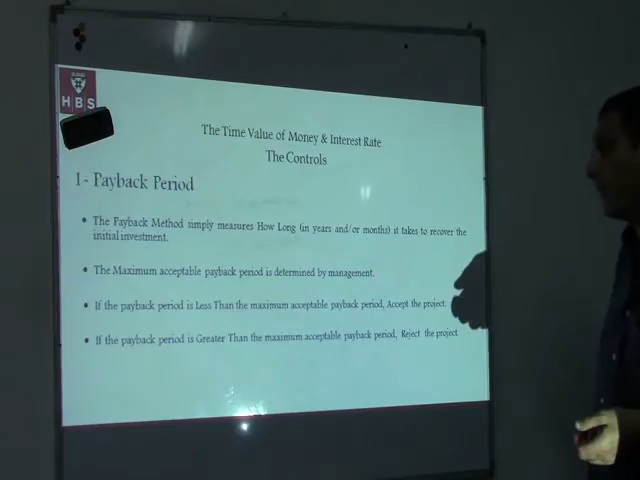 HBS
The Time Value of Money & Interest Rate
The Controls
1- Payback Period
• The Payback Method simply measures How Long (in years and/or months) it takes to recover the
initial investment.
• The Maximum acceptable payback period is determined by management.
• If the payback period is Less Than the maximum acceptable payback period, Accept the project.
• If the payback period is Greater Than the maximum acceptable payback period, Reject the project.